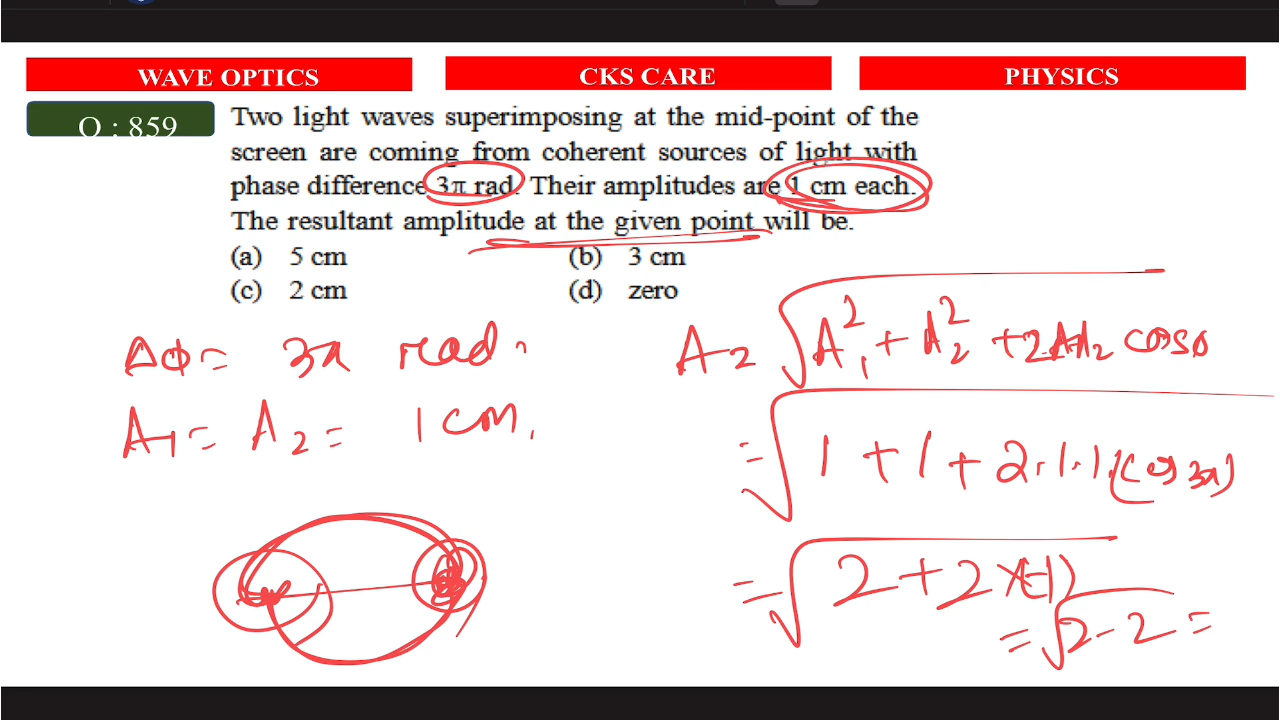 WAVE OPTICS
CKS CARE
PHYSICS
Q : 859
Two light waves superimposing at the mid-point of the
screen are coming from coherent sources of light with
phase difference 3π rad. Their amplitudes are 1 cm each.
The resultant amplitude at the given point will be.
(a) 5 cm
(b) 3 cm
(c) 2 cm
(d) zero
Δφ = 3π rad.
A₁ = A₂ = 1 cm.
A = √A₁² + A₂² + 2A₁A₂ cosφ
= √1 + 1 + 2.1.1.(cos 3π)
= √2 + 2×(-1)
= √2 - 2 =